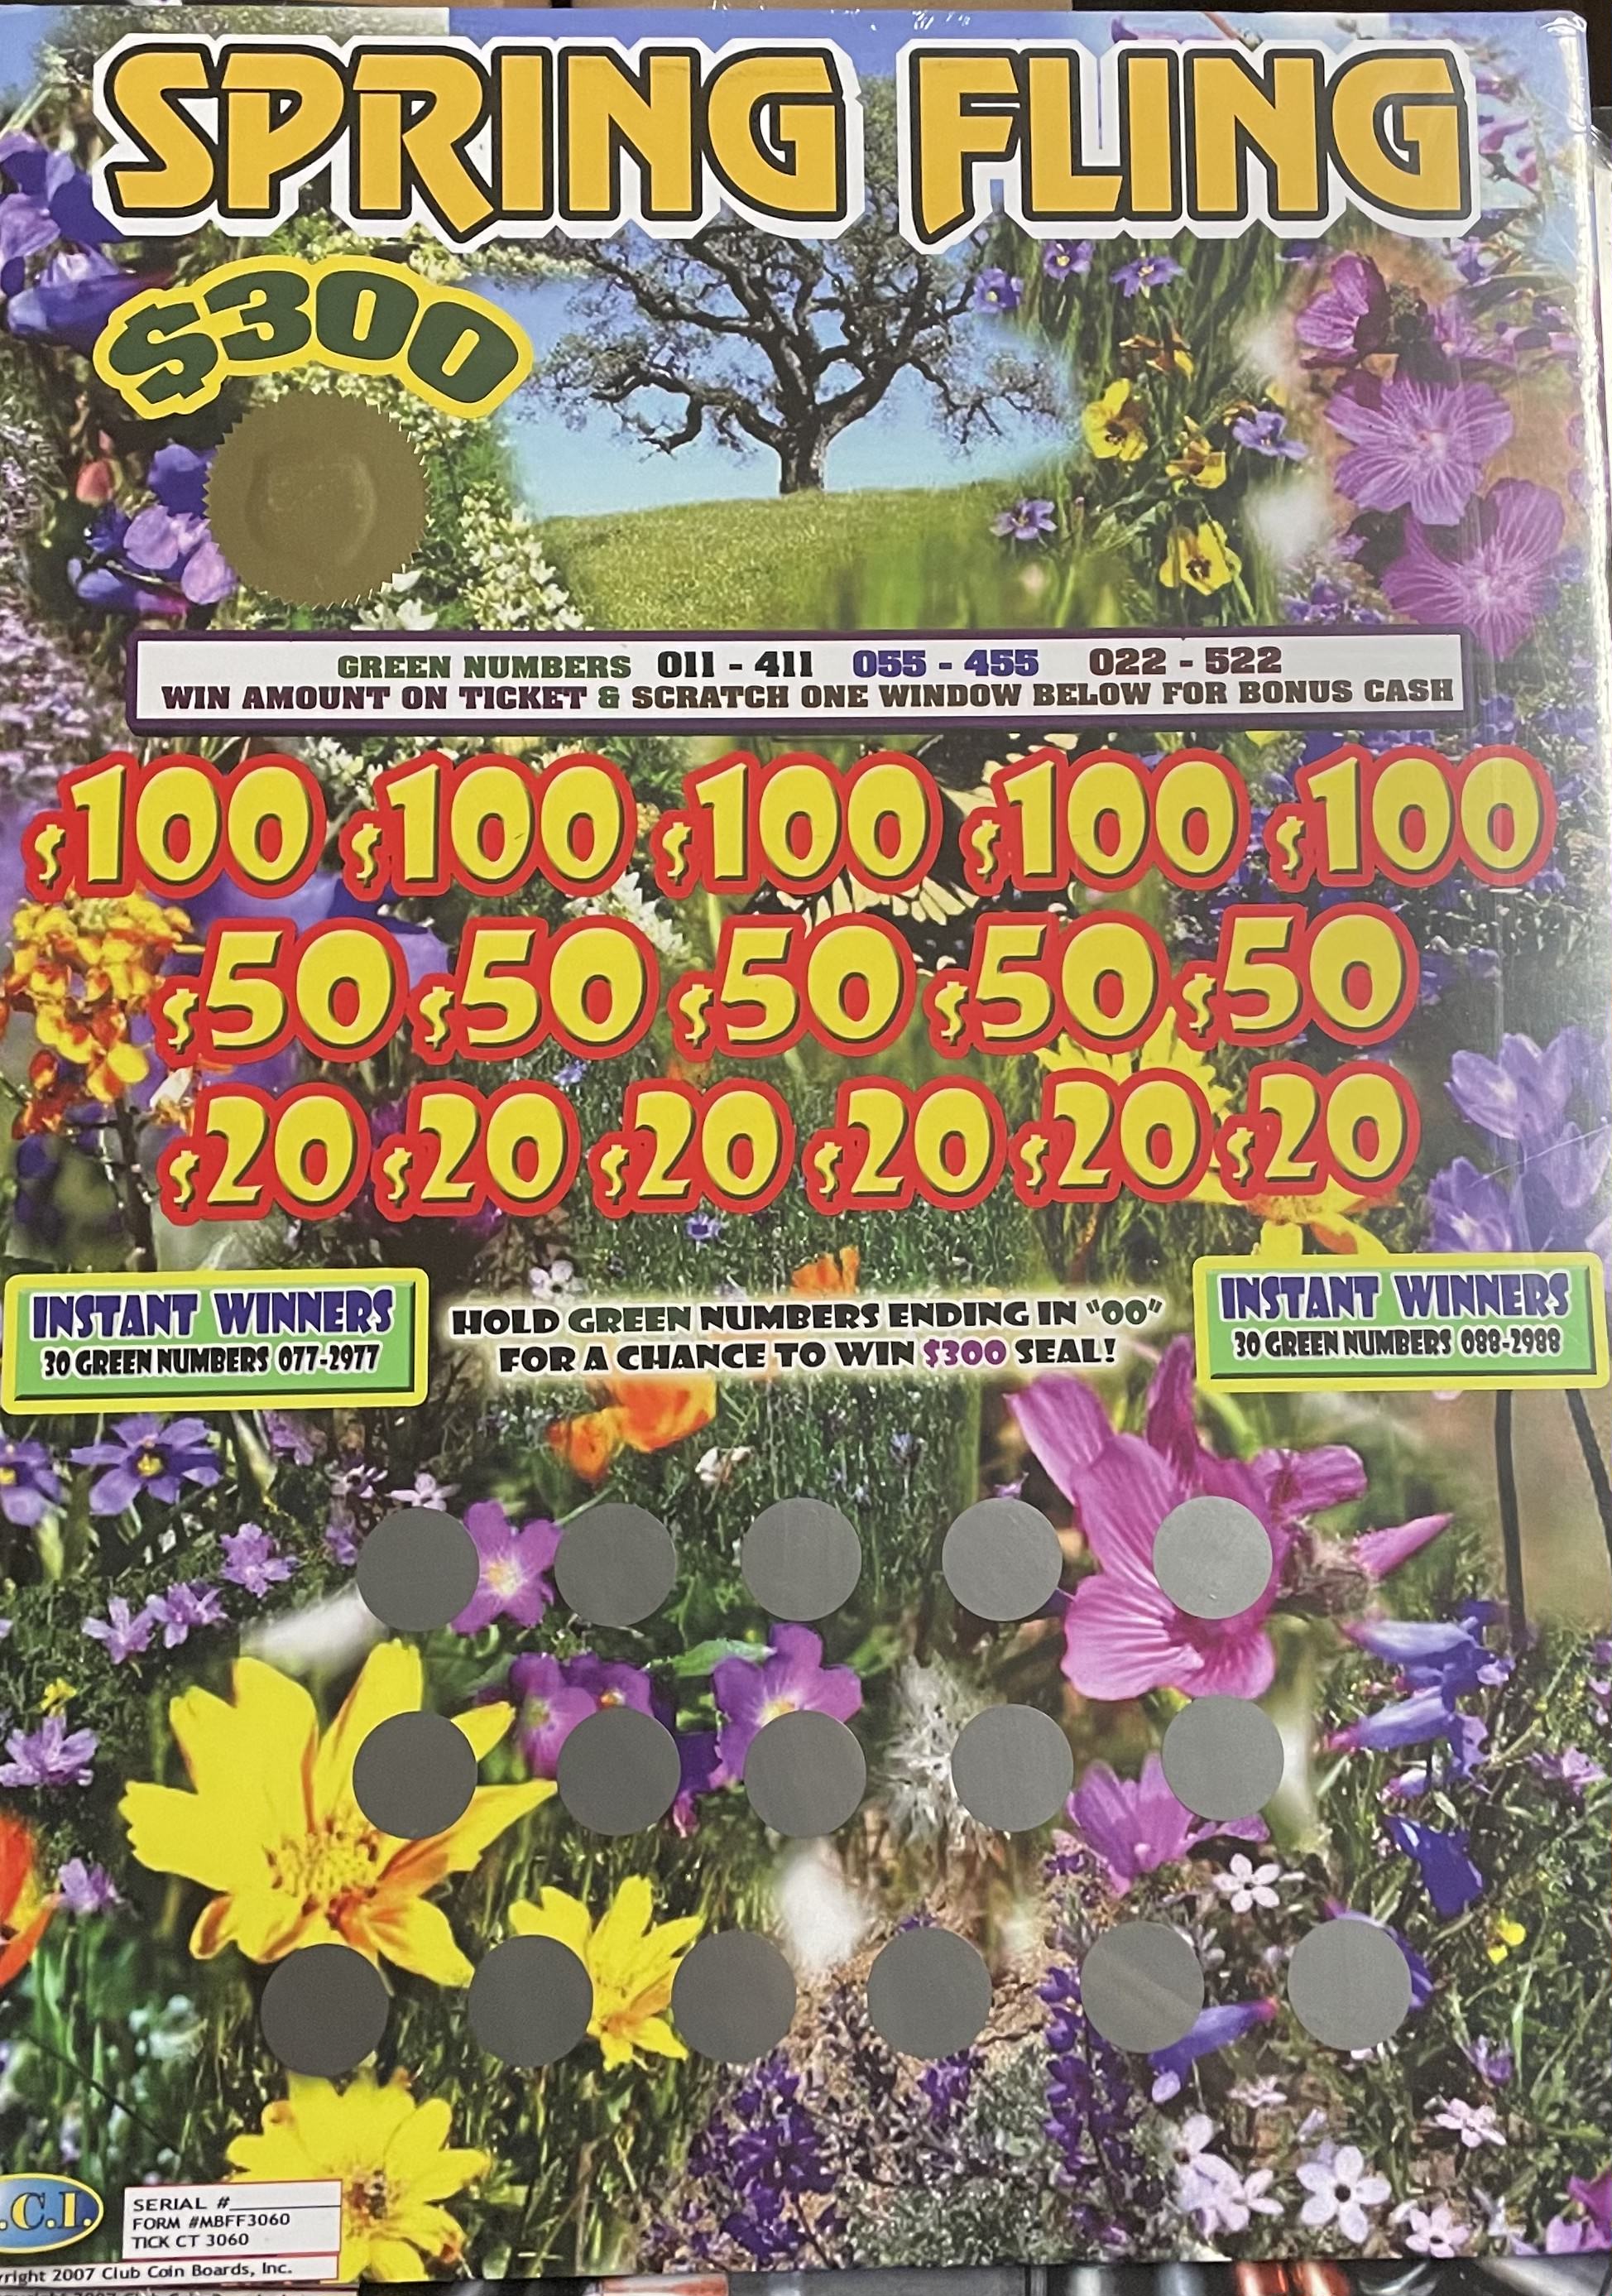 SPRING FLING
$300
GREEN NUMBERS 011 - 411 055 - 455 022 - 522
WIN AMOUNT ON TICKET & SCRATCH ONE WINDOW BELOW FOR BONUS CASH
$100 $100 $100 $100 $100
$50 $50 $50 $50 $50
$20 $20 $20 $20 $20 $20
INSTANT WINNERS
30 GREEN NUMBERS 077-2977
HOLD GREEN NUMBERS ENDING IN "00"
FOR A CHANCE TO WIN $300 SEAL!
INSTANT WINNERS
30 GREEN NUMBERS 088-2988
.C.I.
SERIAL #
FORM #MBFF3060
TICK CT 3060
right 2007 Club Coin Boards, Inc.